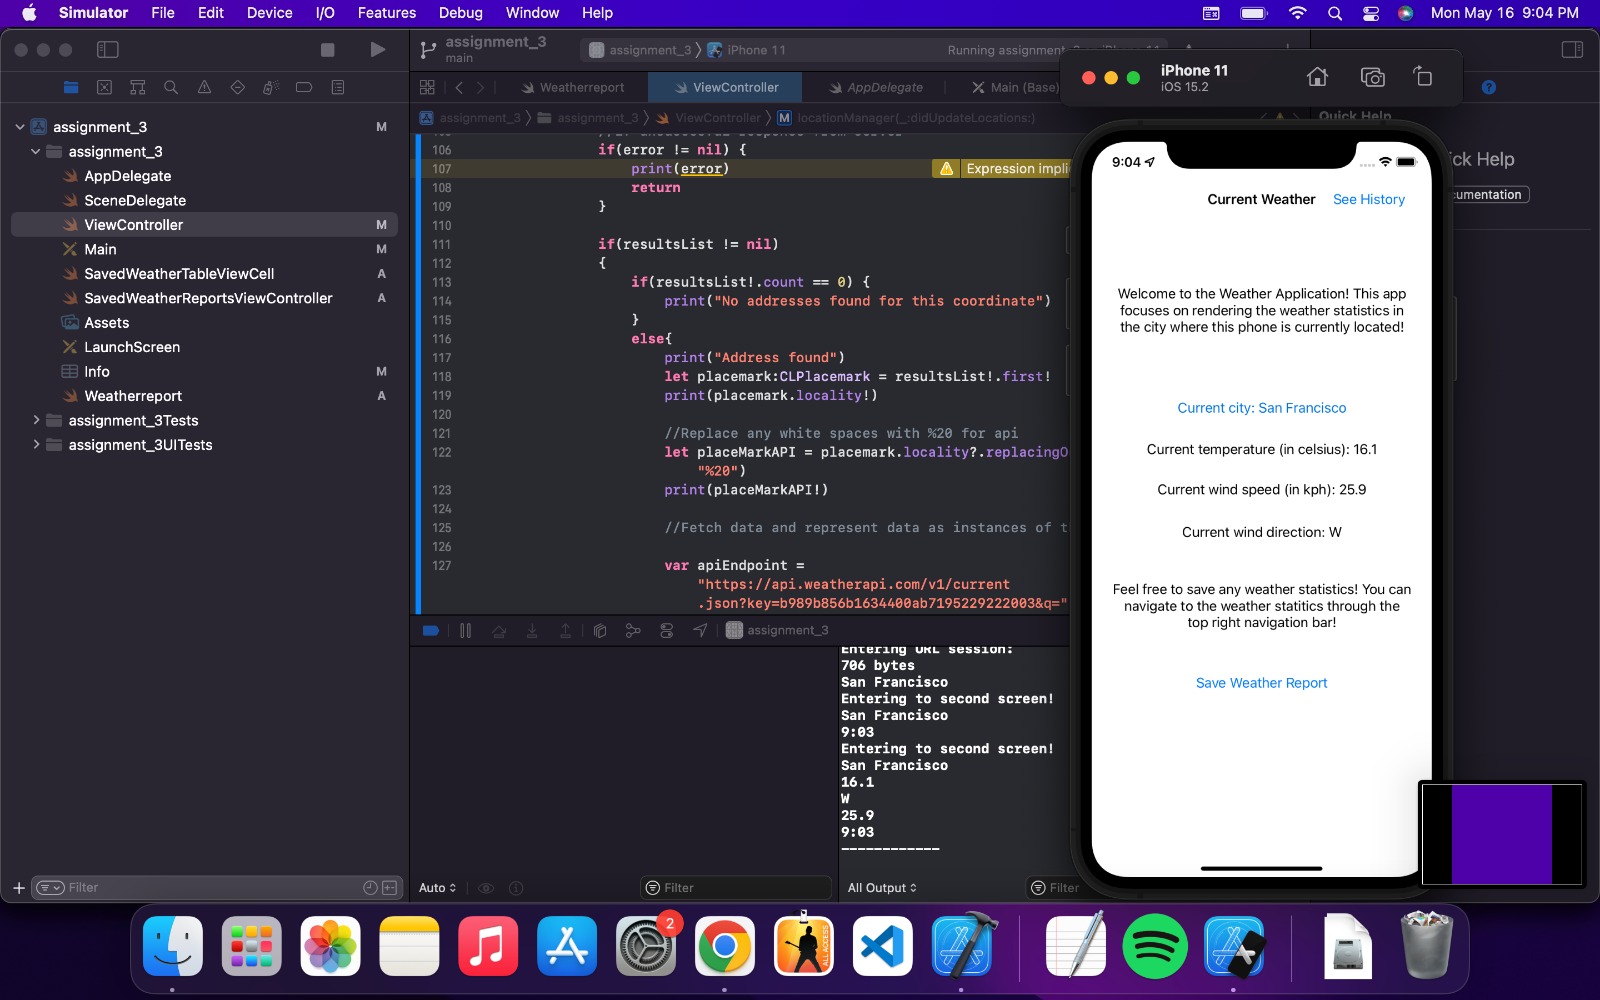 Simulator File Edit Device I/O Features Debug Window Help Mon May 16 9:04 PM
assignment_3
main
assignment_3 iPhone 11
Weatherreport ViewController AppDelegate Main (Base)
assignment_3 assignment_3 ViewController M locationManager(_:didUpdateLocations:)
assignment_3 M
assignment_3
AppDelegate
SceneDelegate
ViewController M
Main M
SavedWeatherTableViewCell A
SavedWeatherReportsViewController A
Assets
LaunchScreen
Info M
Weatherreport A
assignment_3Tests
assignment_3UITests
Filter
106 if(error != nil) {
107 print(error) Expression impli
108 return
109 }
110
111 if(resultsList != nil)
112 {
113 if(resultsList!.count == 0) {
114 print("No addresses found for this coordinate")
115 }
116 else{
117 print("Address found")
118 let placemark:CLPlacemark = resultsList!.first!
119 print(placemark.locality!)
120
121 //Replace any white spaces with %20 for api
122 let placeMarkAPI = placemark.locality?.replacingO
"%20")
123 print(placeMarkAPI!)
124
125 //Fetch data and represent data as instances of t
126
127 var apiEndpoint =
"https://api.weatherapi.com/v1/current
.json?key=b989b856b1634400ab7195229222003&q="
assignment_3
Entering URL session:
706 bytes
San Francisco
Entering to second screen!
San Francisco
9:03
Entering to second screen!
San Francisco
16.1
W
25.9
9:03
------------
Auto Filter All Output Filter
iPhone 11
iOS 15.2
Quick Help
ick Help
cumentation
9:04
Current Weather See History
Welcome to the Weather Application! This app
focuses on rendering the weather statistics in
the city where this phone is currently located!
Current city: San Francisco
Current temperature (in celsius): 16.1
Current wind speed (in kph): 25.9
Current wind direction: W
Feel free to save any weather statistics! You can
navigate to the weather statitics through the
top right navigation bar!
Save Weather Report
2
ALL ACCESS